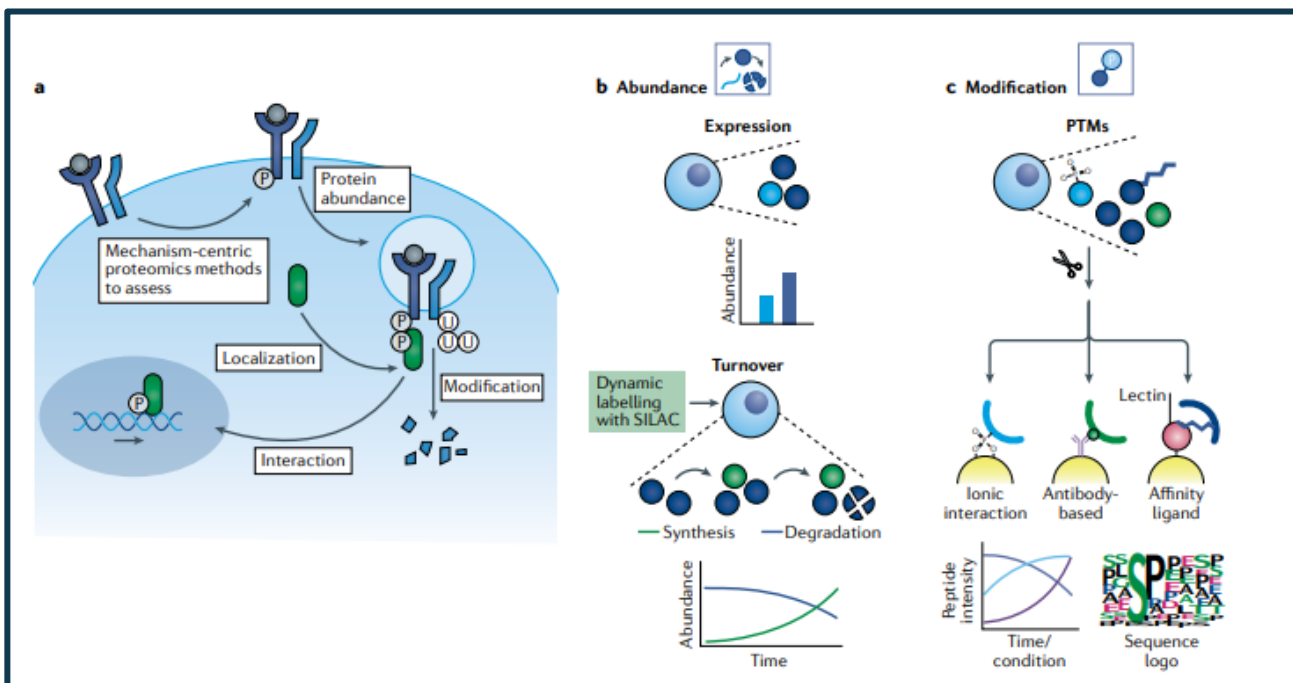 a
P
Protein
abundance
Mechanism-centric
proteomics methods
to assess
P
U
P
U U
Localization
Modification
P
Interaction
b Abundance
Expression
Abundance
Turnover
Dynamic
labelling
with SILAC
Synthesis
Degradation
Abundance
Time
c Modification
P
PTMs
Lectin
Ionic
interaction
Antibody-
based
Affinity
ligand
Peptide
intensity
Time/
condition
SP
Sequence
logo